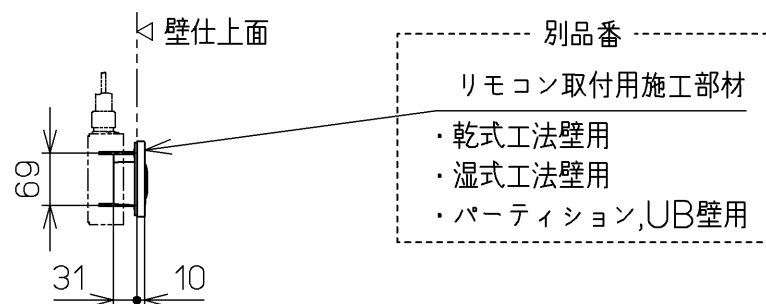 壁仕上面
別品番
リモコン取付用施工部材
・乾式工法壁用
・湿式工法壁用
・パーティション,UB壁用
69
31
10